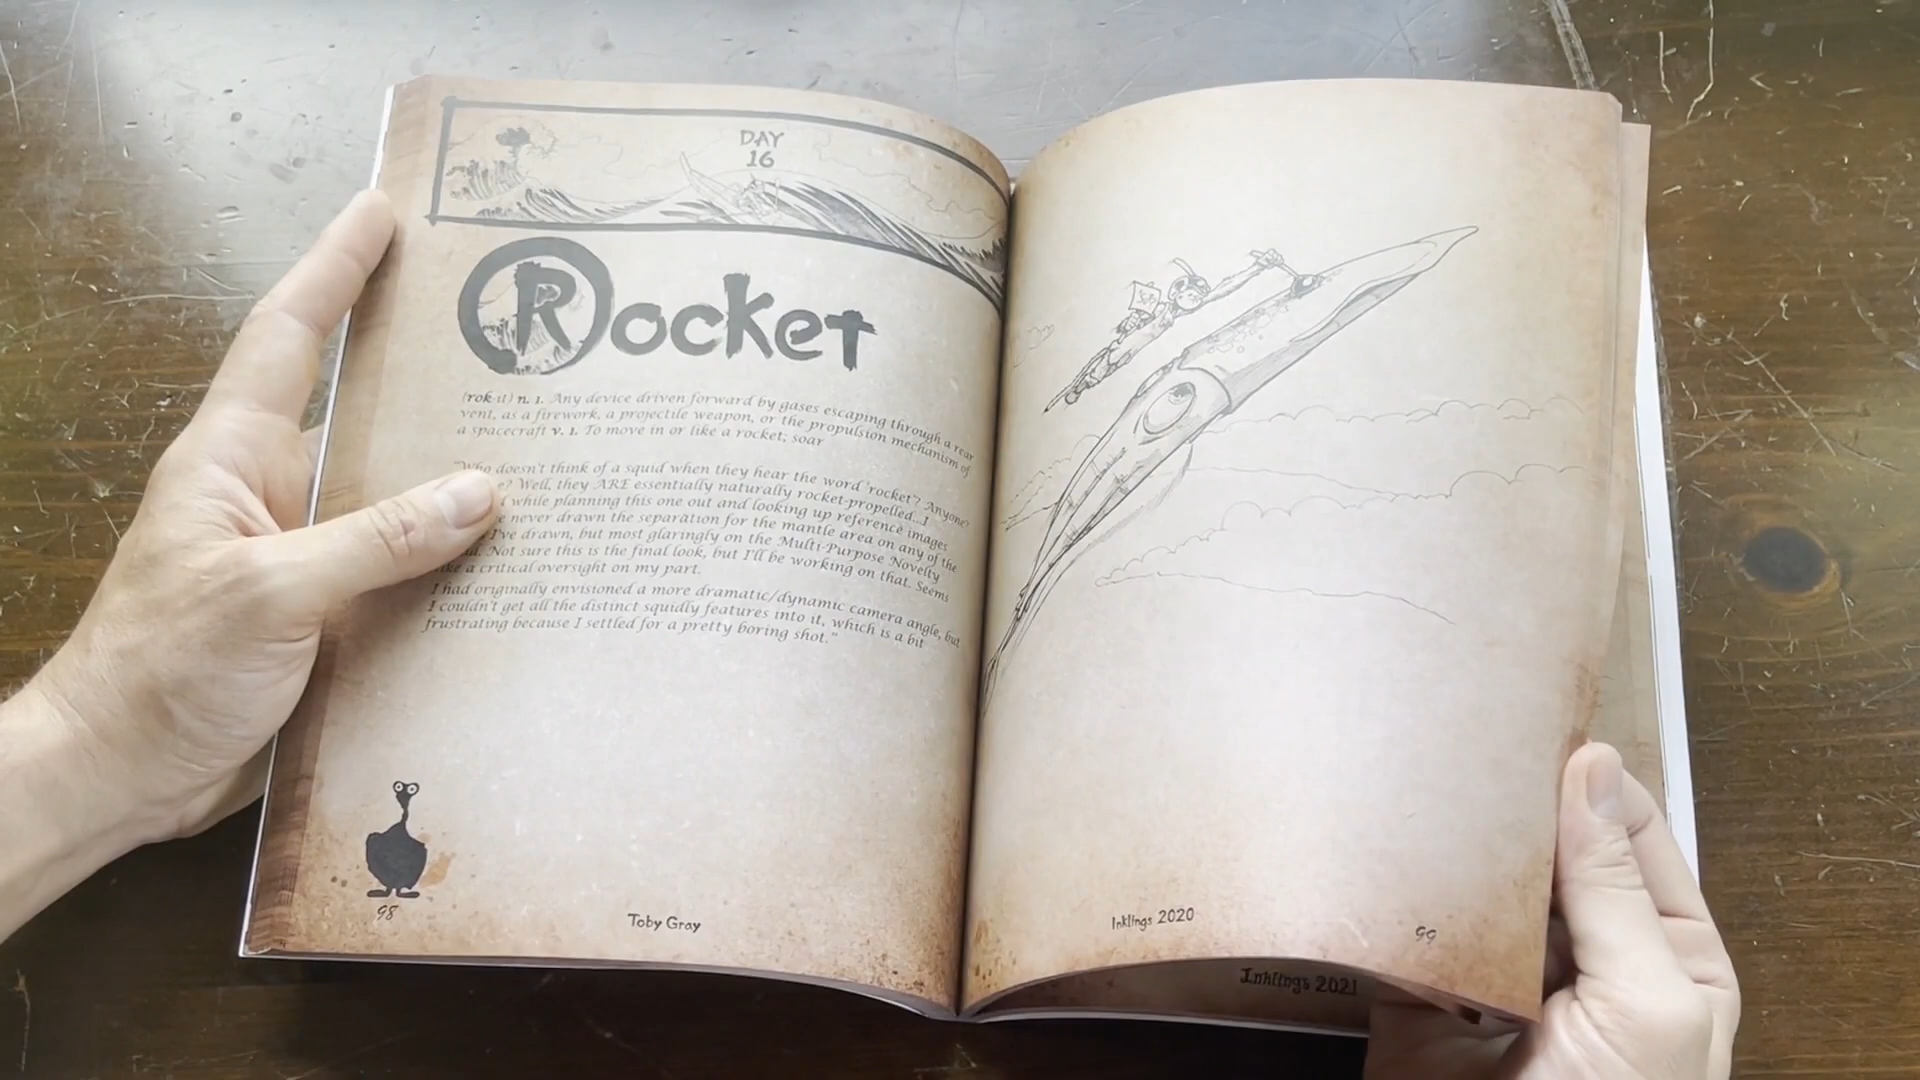 DAY
16
Rocket
(rok·it) n. 1. Any device driven forward by gases escaping through a rear
vent, as a firework, a projectile weapon, or the propulsion mechanism of
a spacecraft v. 1. To move in or like a rocket; soar
"Who doesn't think of a squid when they hear the word 'rocket'? Anyone?
e? Well, they ARE essentially naturally rocket-propelled...I
while planning this one out and looking up reference images
never drawn the separation for the mantle area on any of the
I've drawn, but most glaringly on the Multi-Purpose Novelty
Not sure this is the final look, but I'll be working on that. Seems
like a critical oversight on my part.
I had originally envisioned a more dramatic/dynamic camera angle, but
I couldn't get all the distinct squidly features into it, which is a bit
frustrating because I settled for a pretty boring shot."
98
Toby Gray
Inklings 2020
99
Inklings 2021